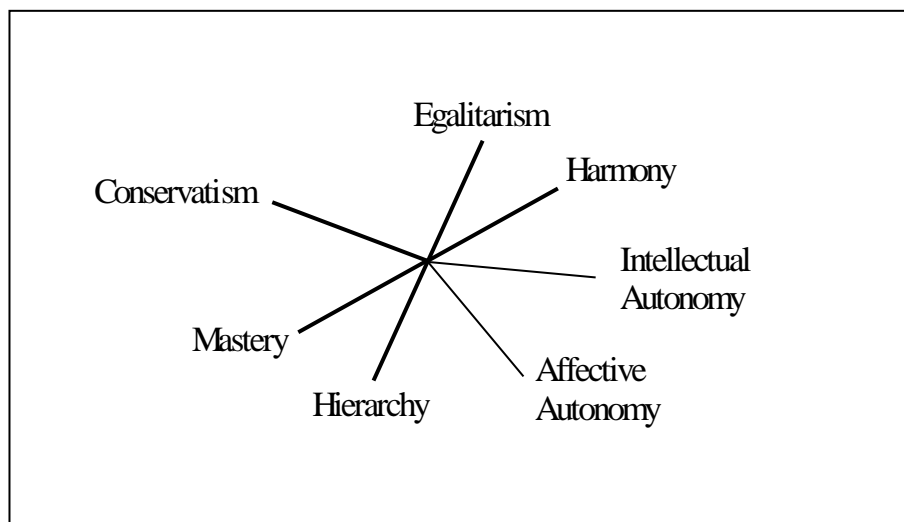 Egalitarism
Harmony
Conservatism
Intellectual
Autonomy
Mastery
Affective
Autonomy
Hierarchy